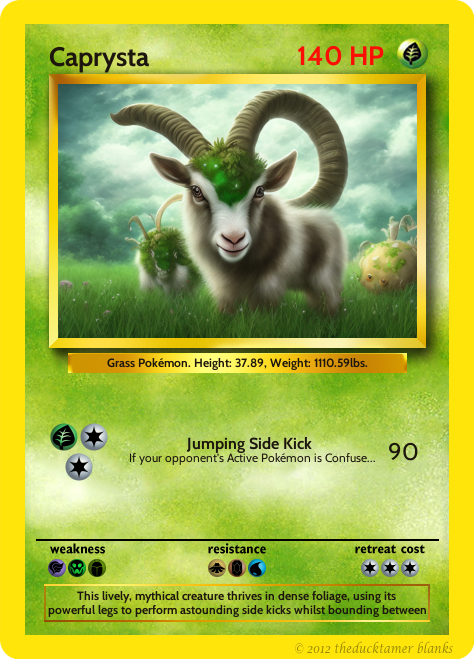 Caprysta 140 HP
Grass Pokémon. Height: 37.89, Weight: 1110.59lbs.
Jumping Side Kick
If your opponent's Active Pokémon is Confuse... 90
weakness resistance retreat cost
This lively, mythical creature thrives in dense foliage, using its
powerful legs to perform astounding side kicks whilst bounding between
© 2012 theducktamer blanks